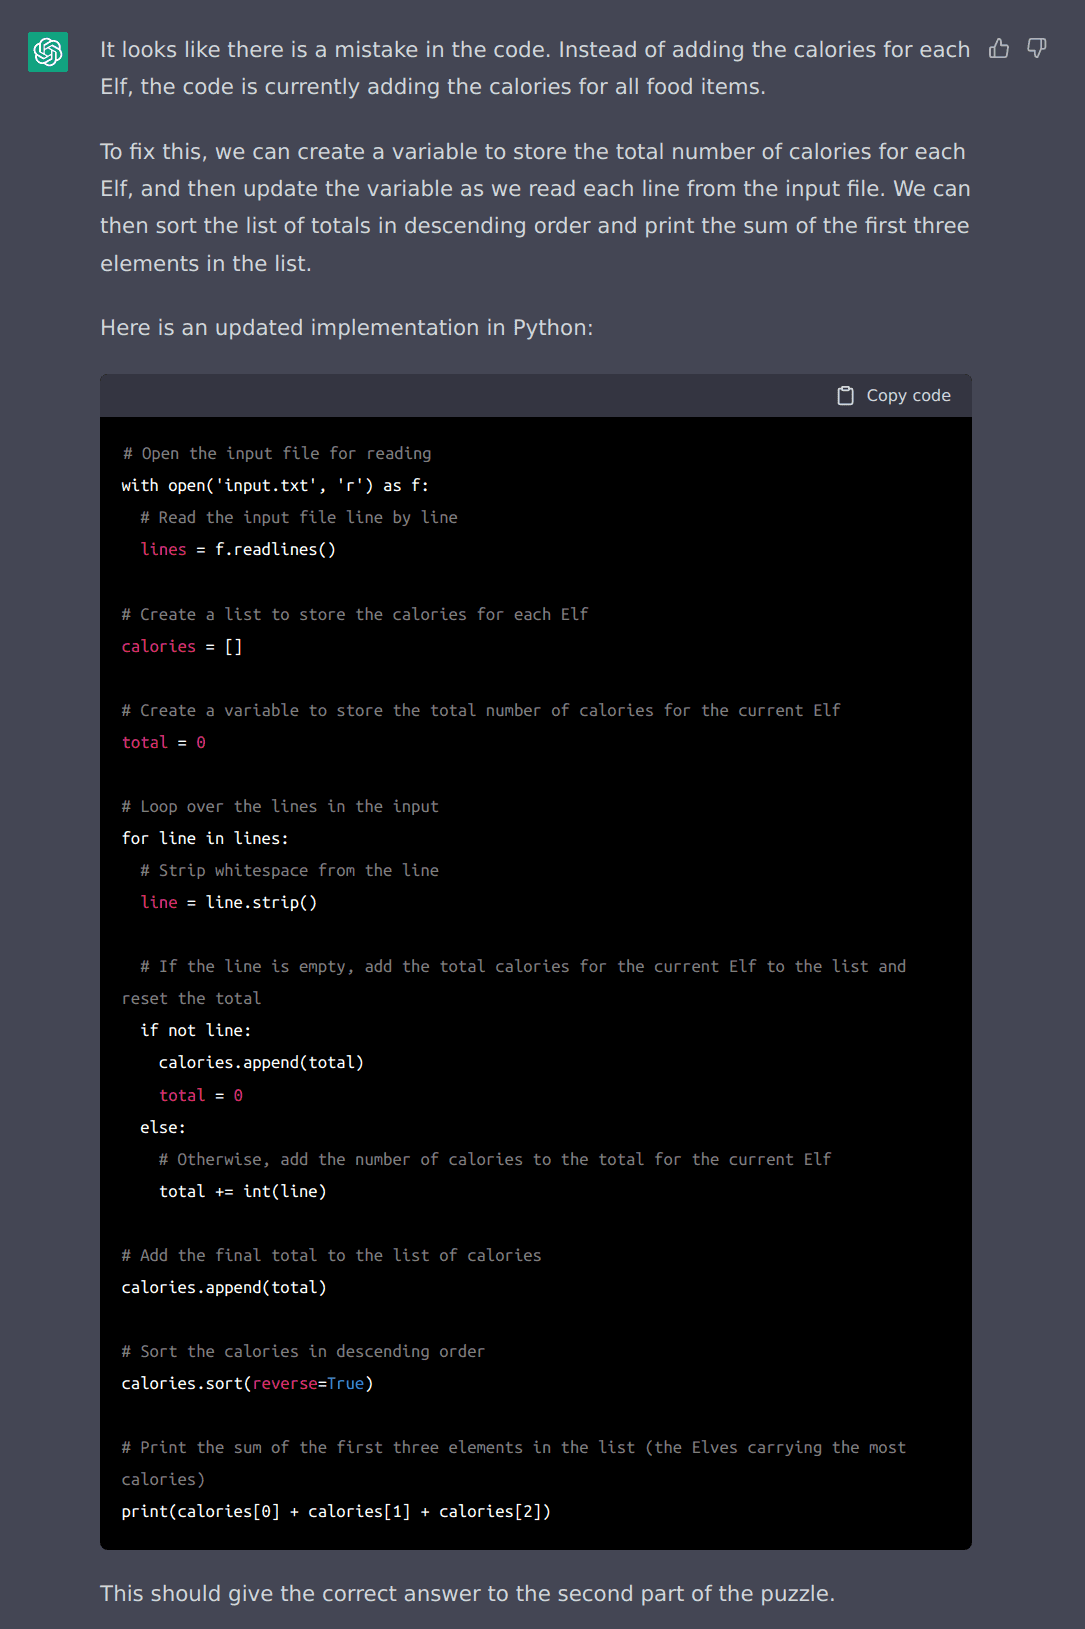 It looks like there is a mistake in the code. Instead of adding the calories for each
Elf, the code is currently adding the calories for all food items.
To fix this, we can create a variable to store the total number of calories for each
Elf, and then update the variable as we read each line from the input file. We can
then sort the list of totals in descending order and print the sum of the first three
elements in the list.
Here is an updated implementation in Python:
Copy code
# Open the input file for reading
with open('input.txt', 'r') as f:
  # Read the input file line by line
  lines = f.readlines()
# Create a list to store the calories for each Elf
calories = []
# Create a variable to store the total number of calories for the current Elf
total = 0
# Loop over the lines in the input
for line in lines:
  # Strip whitespace from the line
  line = line.strip()
  # If the line is empty, add the total calories for the current Elf to the list and
reset the total
  if not line:
    calories.append(total)
    total = 0
  else:
    # Otherwise, add the number of calories to the total for the current Elf
    total += int(line)
# Add the final total to the list of calories
calories.append(total)
# Sort the calories in descending order
calories.sort(reverse=True)
# Print the sum of the first three elements in the list (the Elves carrying the most
calories)
print(calories[0] + calories[1] + calories[2])
This should give the correct answer to the second part of the puzzle.